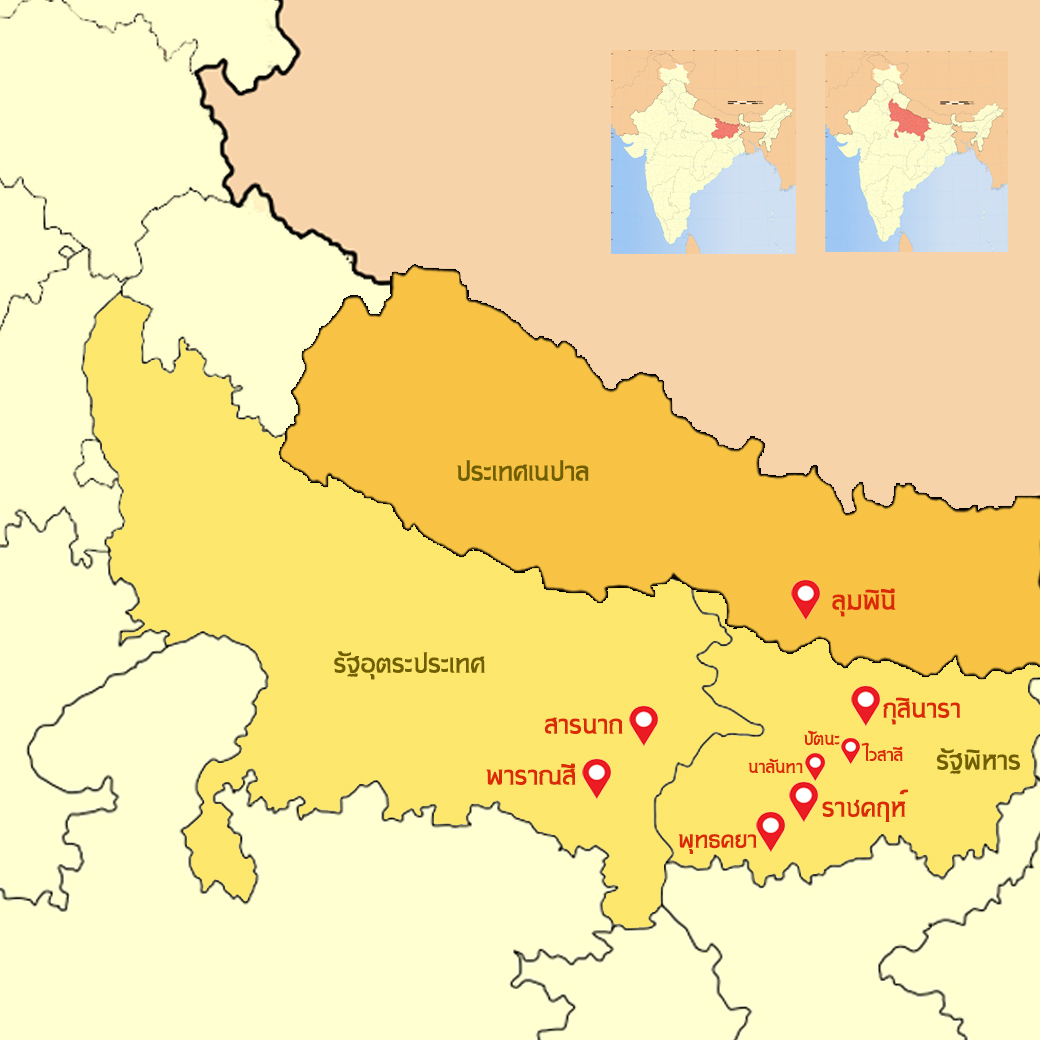 ประเทศเนปาล
ลุมพินี
รัฐอุตระประเทศ
กุสินารา
สารนาถ
ปัตนะ
ไวสาลี
รัฐพิหาร
นาลันทา
พาราณสี
ราชคฤห์
พุทธคยา